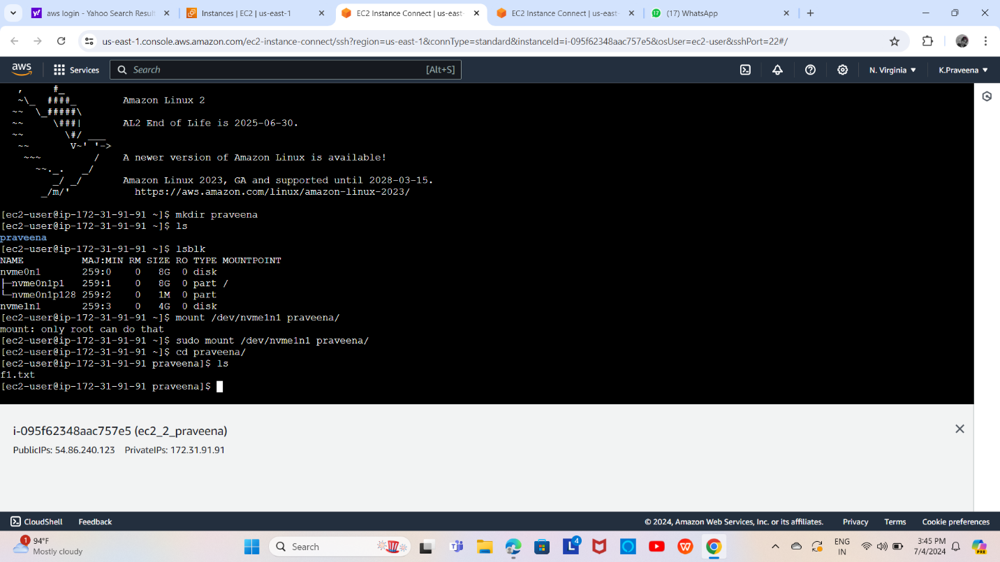 aws login - Yahoo Search Result
Instances | EC2 | us-east-1
EC2 Instance Connect | us-east-
EC2 Instance Connect | us-east-
(17) WhatsApp
us-east-1.console.aws.amazon.com/ec2-instance-connect/ssh?region=us-east-1&connType=standard&instanceId=i-095f62348aac757e5&osUser=ec2-user&sshPort=22#/
aws
Services
Search
[Alt+S]
N. Virginia ▼
K.Praveena ▼
   ,     #_
   ~\_  ####_        Amazon Linux 2
  ~~  \_#####\
  ~~     \###|       AL2 End of Life is 2025-06-30.
  ~~       \#/ ___
   ~~       V~' '->
    ~~~         /    A newer version of Amazon Linux is available!
      ~~._.   _/
         _/ _/       Amazon Linux 2023, GA and supported until 2028-03-15.
       _/m/'           https://aws.amazon.com/linux/amazon-linux-2023/
[ec2-user@ip-172-31-91-91 ~]$ mkdir praveena
[ec2-user@ip-172-31-91-91 ~]$ ls
praveena
[ec2-user@ip-172-31-91-91 ~]$ lsblk
NAME          MAJ:MIN RM SIZE RO TYPE MOUNTPOINT
nvme0n1       259:0    0   8G  0 disk
├─nvme0n1p1   259:1    0   8G  0 part /
└─nvme0n1p128 259:2    0   1M  0 part
nvme1n1       259:3    0   4G  0 disk
[ec2-user@ip-172-31-91-91 ~]$ mount /dev/nvme1n1 praveena/
mount: only root can do that
[ec2-user@ip-172-31-91-91 ~]$ sudo mount /dev/nvme1n1 praveena/
[ec2-user@ip-172-31-91-91 ~]$ cd praveena/
[ec2-user@ip-172-31-91-91 praveena]$ ls
f1.txt
[ec2-user@ip-172-31-91-91 praveena]$
i-095f62348aac757e5 (ec2_2_praveena)
PublicIPs: 54.86.240.123 PrivateIPs: 172.31.91.91
CloudShell
Feedback
© 2024, Amazon Web Services, Inc. or its affiliates.
Privacy
Terms
Cookie preferences
1
94°F
Mostly cloudy
Search
4
ENG
IN
3:45 PM
7/4/2024
PRE